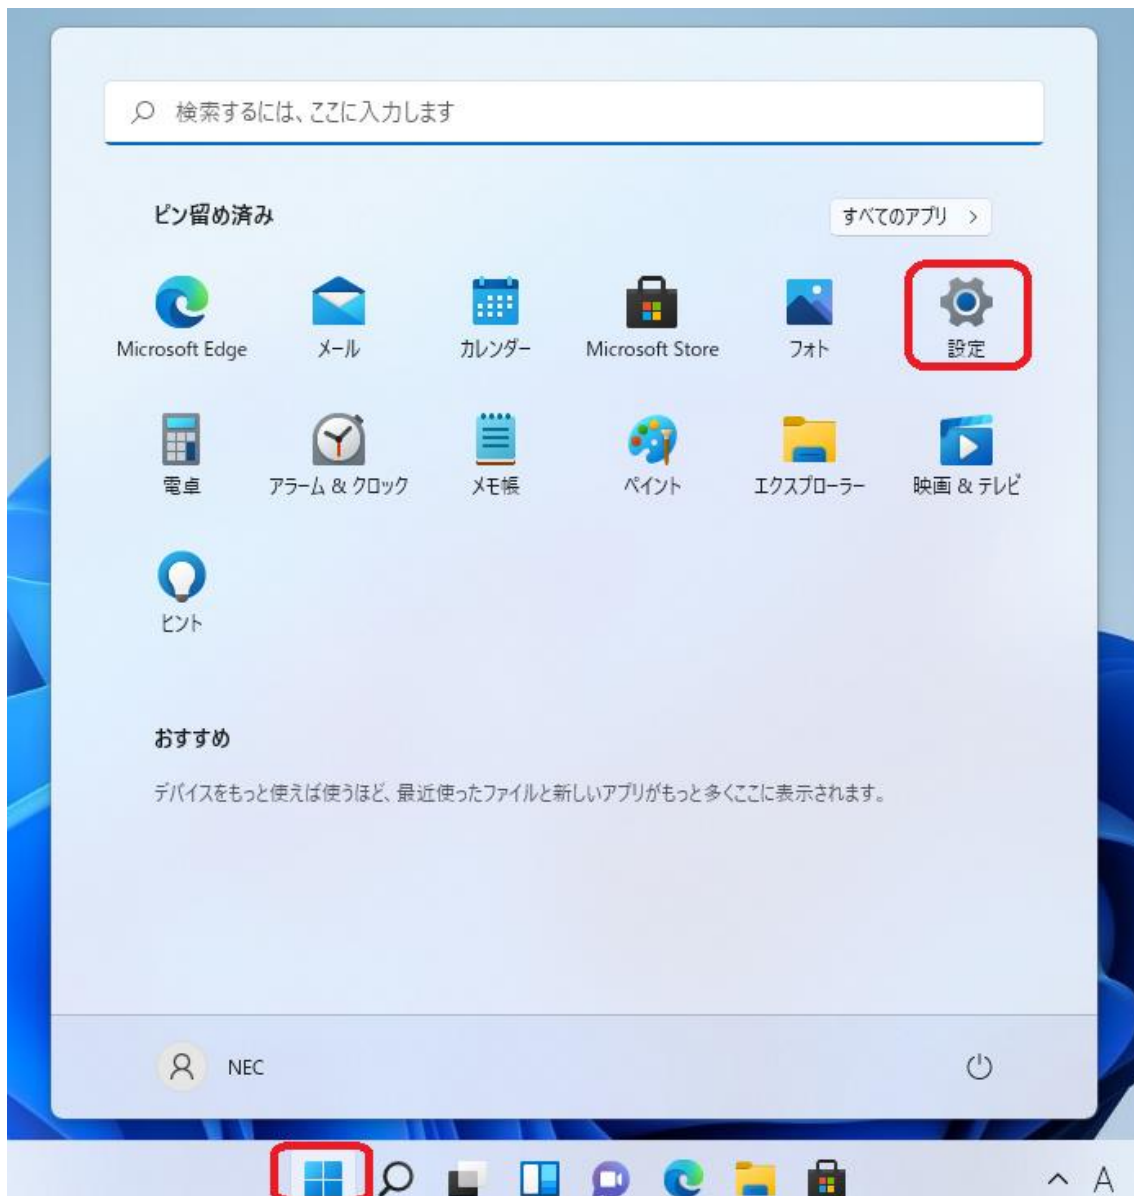 検索するには、ここに入力します
ピン留め済み
すべてのアプリ >
Microsoft Edge メール カレンダー Microsoft Store フォト 設定
電卓 アラーム & クロック メモ帳 ペイント エクスプローラー 映画 & テレビ
ヒント
おすすめ
デバイスをもっと使えば使うほど、最近使ったファイルと新しいアプリがもっと多くここに表示されます。
NEC
A